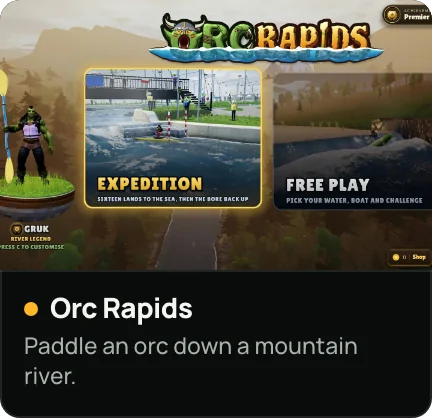 ORC RAPIDS
Premier
EXPEDITION
SIXTEEN LANDS TO THE SEA, THEN THE BORE BACK UP
FREE PLAY
PICK YOUR WATER, BOAT AND CHALLENGE
GRUK
RIVER LEGEND
PRESS C TO CUSTOMISE
0 Shop
Orc Rapids
Paddle an orc down a mountain
river.